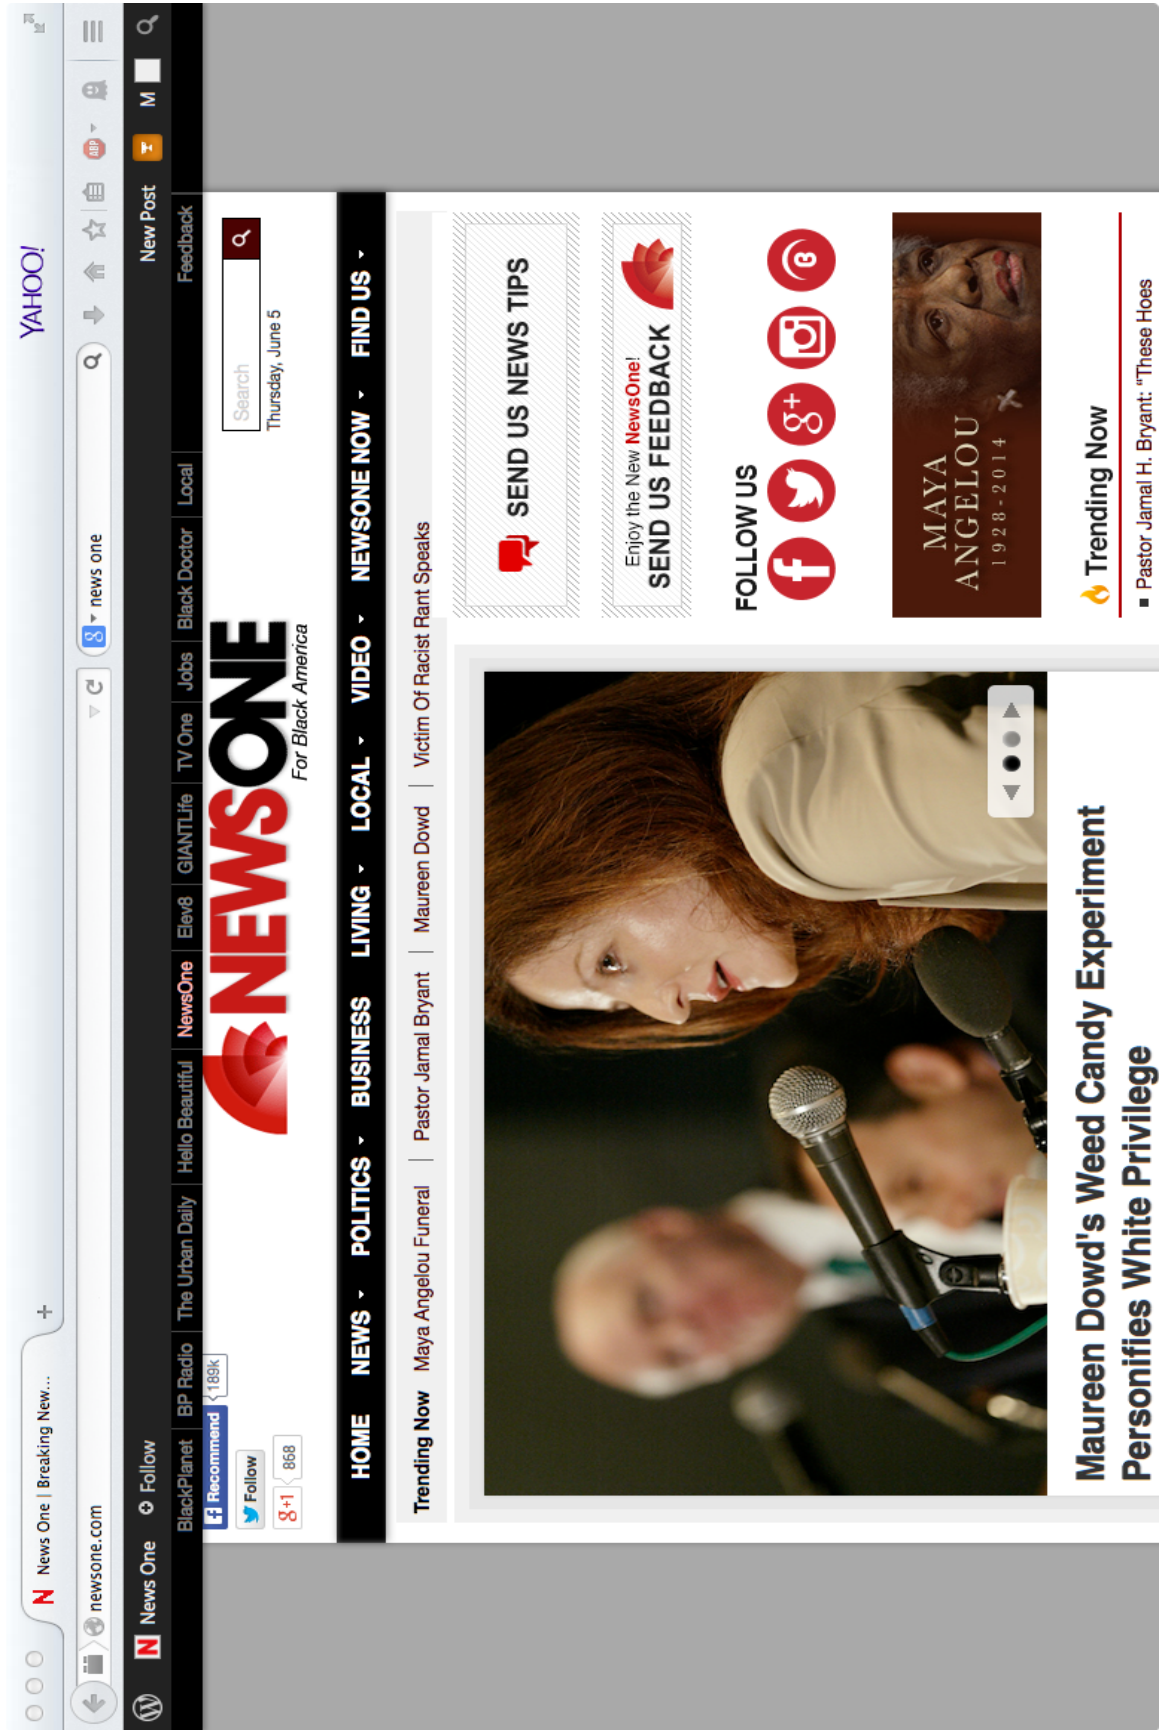 YAHOO!
N News One | Breaking New... +
newsone.com
8 news one
ABP
N News One Follow
New Post
M
BlackPlanet BP Radio The Urban Daily Hello Beautiful NewsOne Elev8 GIANTLife TV One Jobs Black Doctor Local Feedback
Recommend 189k
Follow
g+1 868
NEWSONE
For Black America
Search
Thursday, June 5
HOME NEWS POLITICS BUSINESS LIVING LOCAL VIDEO NEWSONE NOW FIND US
Trending Now Maya Angelou Funeral | Pastor Jamal Bryant | Maureen Dowd | Victim Of Racist Rant Speaks
Maureen Dowd's Weed Candy Experiment
Personifies White Privilege
SEND US NEWS TIPS
Enjoy the New NewsOne!
SEND US FEEDBACK
FOLLOW US
f g+
MAYA
ANGELOU
1928-2014
Trending Now
Pastor Jamal H. Bryant: "These Hoes